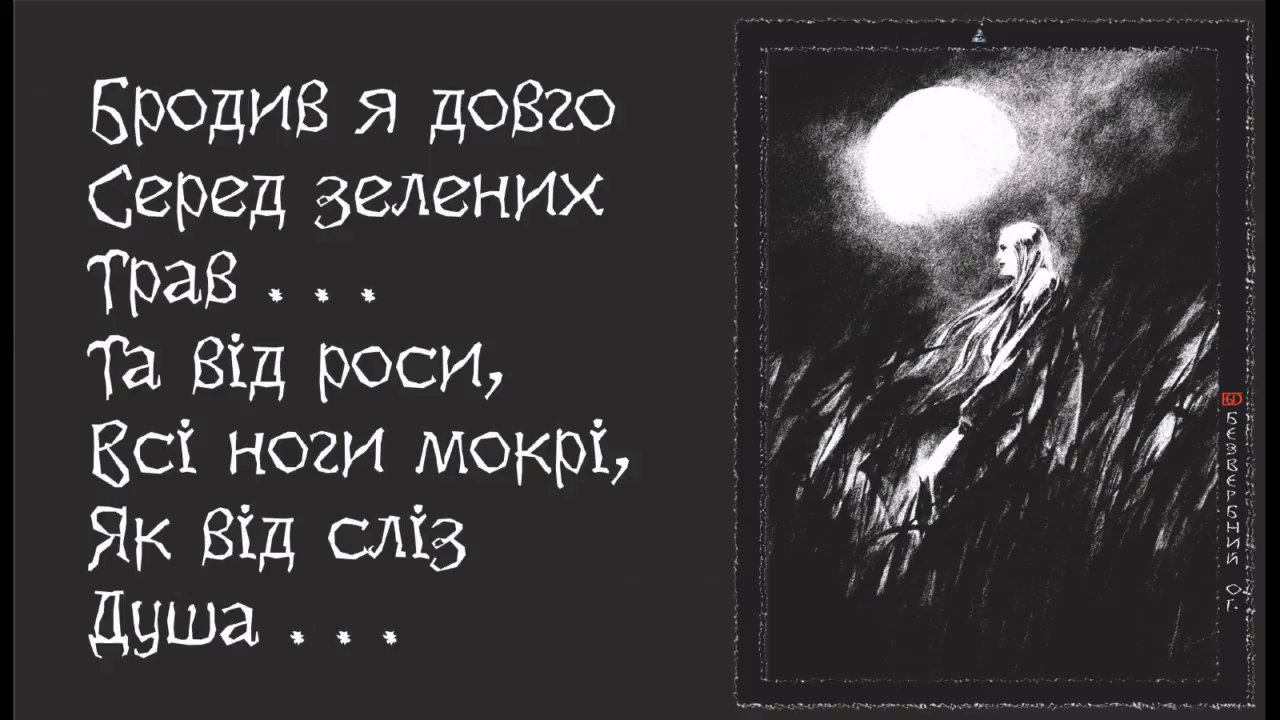 Бродив я довго
Серед зелених
Трав . . .
Та від роси,
Всі ноги мокрі,
Як від сліз
Душа . . .
БЕЗВЕРБНИЙ О.Г.